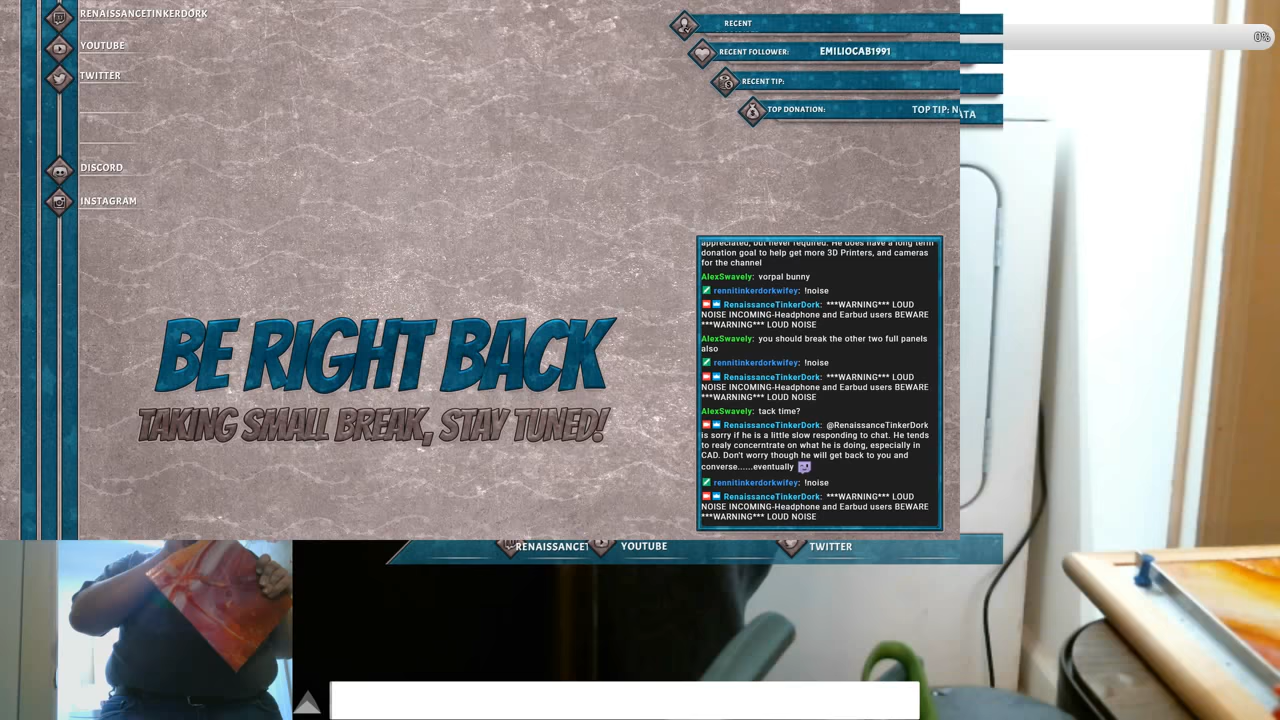 RENAISSANCETINKERDORK
YOUTUBE
TWITTER
DISCORD
INSTAGRAM
RECENT
RECENT FOLLOWER: EMILIOCAB1991
RECENT TIP:
TOP DONATION: TOP TIP: N
ATA
0%
BE RIGHT BACK
TAKING SMALL BREAK, STAY TUNED!
appreciated, but never required. He does have a long term
donation goal to help get more 3D Printers, and cameras
for the channel
AlexSwavely: vorpal bunny
rennitinkerdorkwifey: !noise
RenaissanceTinkerDork: ***WARNING*** LOUD
NOISE INCOMING-Headphone and Earbud users BEWARE
***WARNING*** LOUD NOISE
AlexSwavely: you should break the other two full panels
also
rennitinkerdorkwifey: !noise
RenaissanceTinkerDork: ***WARNING*** LOUD
NOISE INCOMING-Headphone and Earbud users BEWARE
***WARNING*** LOUD NOISE
AlexSwavely: tack time?
RenaissanceTinkerDork: @RenaissanceTinkerDork
is sorry if he is a little slow responding to chat. He tends
to realy concerntrate on what he is doing, especially in
CAD. Don't worry though he will get back to you and
converse......eventually
rennitinkerdorkwifey: !noise
RenaissanceTinkerDork: ***WARNING*** LOUD
NOISE INCOMING-Headphone and Earbud users BEWARE
***WARNING*** LOUD NOISE
RENAISSANCET YOUTUBE TWITTER